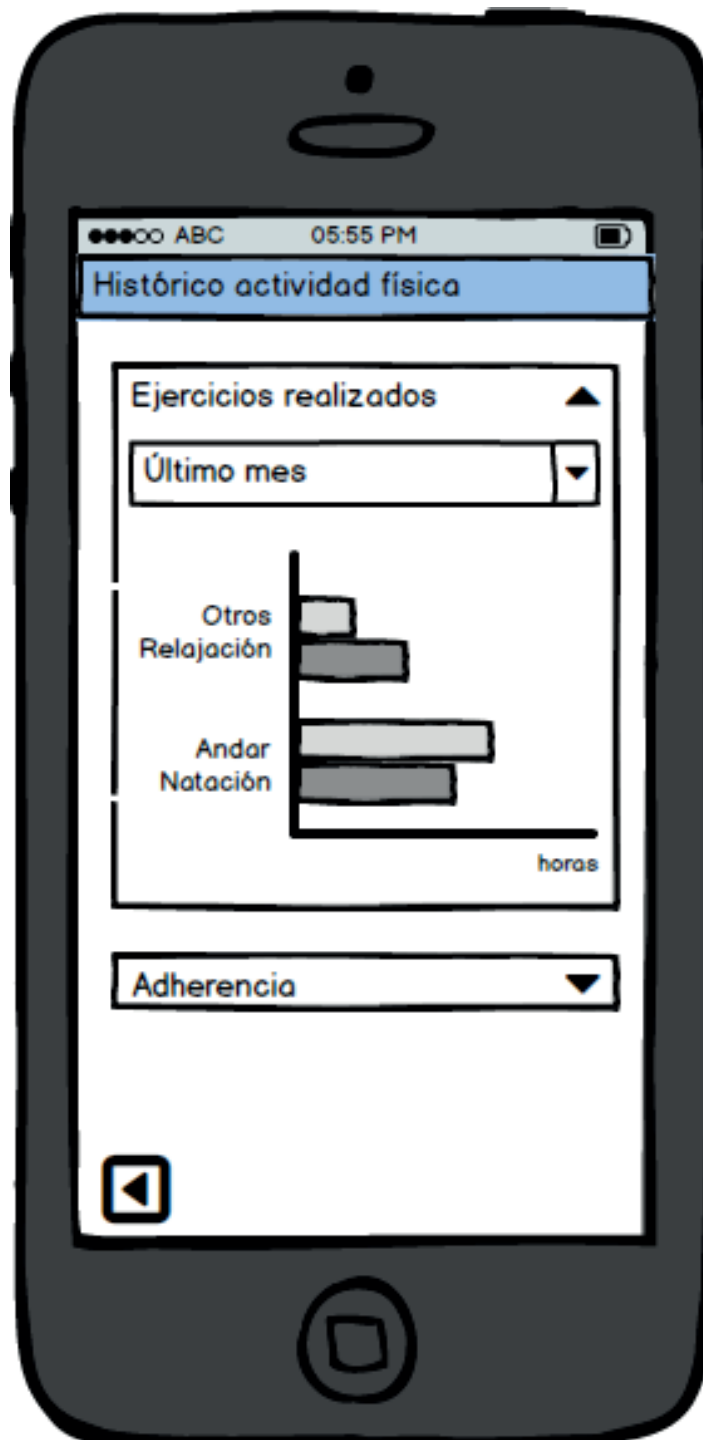 ABC 05:55 PM
Histórico actividad física
Ejercicios realizados
Último mes
Otros
Relajación
Andar
Natación
horas
Adherencia